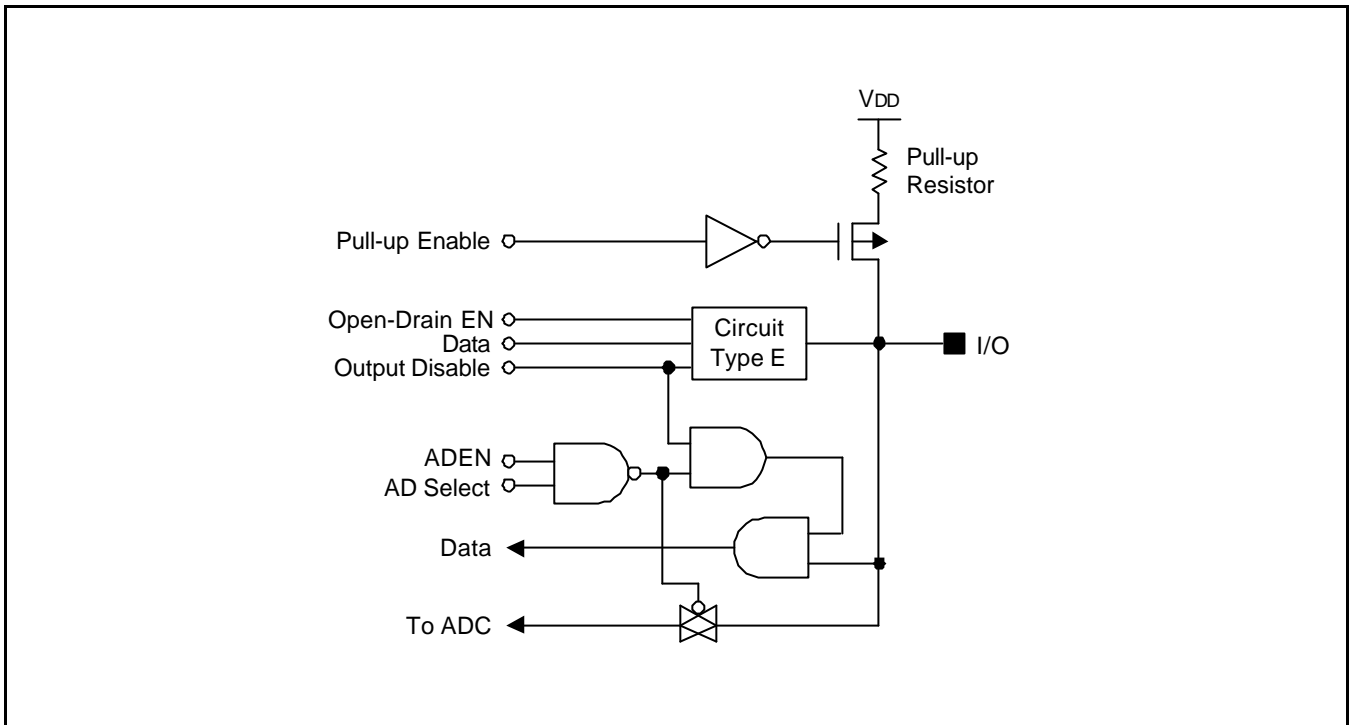 VDD
Pull-up
Resistor
Pull-up Enable
Open-Drain EN
Data
Output Disable
Circuit
Type E
I/O
ADEN
AD Select
Data
To ADC